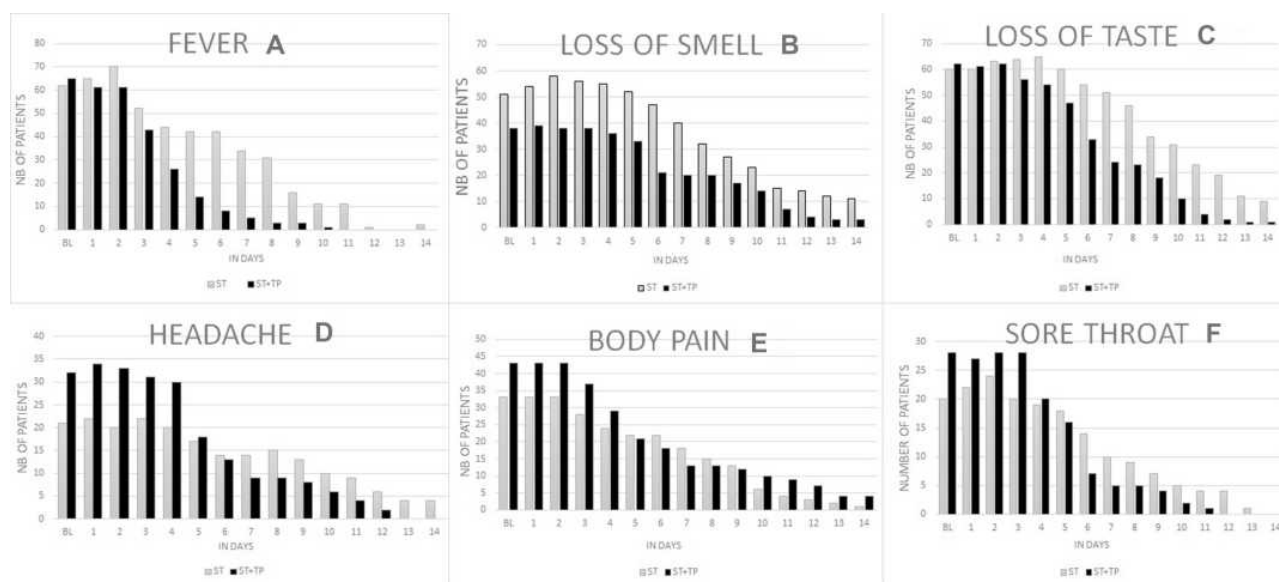 FEVER A
80
70
60
50
40
30
20
10
0
NB OF PATIENTS
BL 1 2 3 4 5 6 7 8 9 10 11 12 13 14
IN DAYS
ST ST+TP
LOSS OF SMELL B
70
60
50
40
30
20
10
0
NB OF PATIENTS
BL 1 2 3 4 5 6 7 8 9 10 11 12 13 14
IN DAYS
ST ST+TP
LOSS OF TASTE C
70
60
50
40
30
20
10
0
NB OF PATIENTS
BL 1 2 3 4 5 6 7 8 9 10 11 12 13 14
IN DAYS
ST ST+TP
HEADACHE D
40
35
30
25
20
15
10
5
0
NB OF PATIENTS
BL 1 2 3 4 5 6 7 8 9 10 11 12 13 14
IN DAYS
ST ST+TP
BODY PAIN E
50
45
40
35
30
25
20
15
10
5
0
NB OF PATIENTS
BL 1 2 3 4 5 6 7 8 9 10 11 12 13 14
IN DAYS
ST ST+TP
SORE THROAT F
30
25
20
15
10
5
0
NUMBER OF PATIENTS
BL 1 2 3 4 5 6 7 8 9 10 11 12 13 14
IN DAYS
ST ST+TP